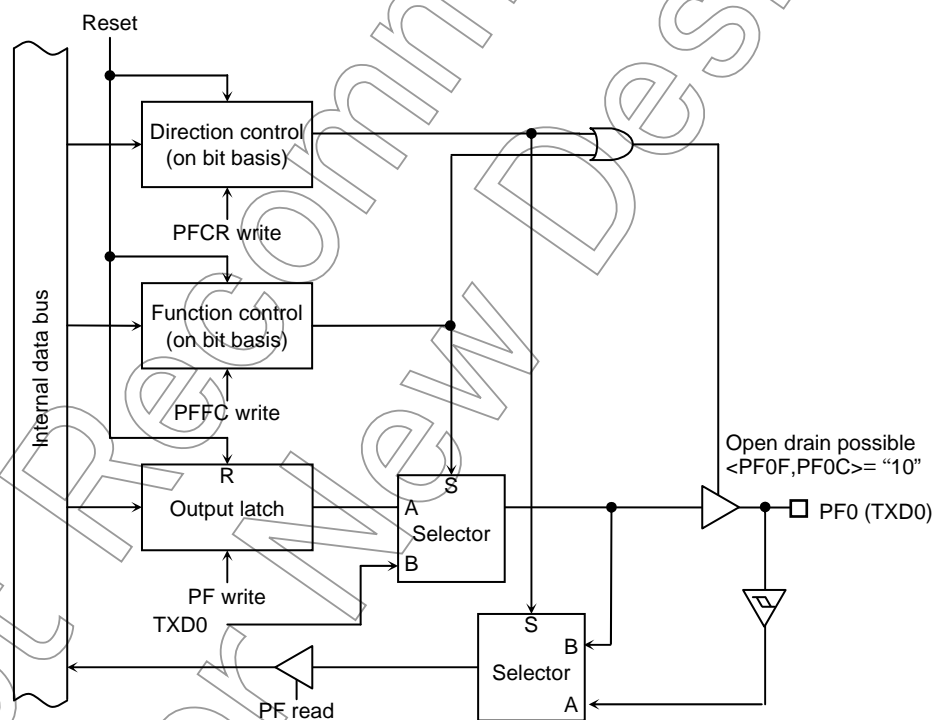 Reset
Direction control
(on bit basis)
PFCR write
Internal data bus
Function control
(on bit basis)
PFFC write
R
Output latch
PF write
TXD0
S
A
Selector
B
Open drain possible
<PF0F,PF0C>= “10”
PF0 (TXD0)
S
B
Selector
A
PF read